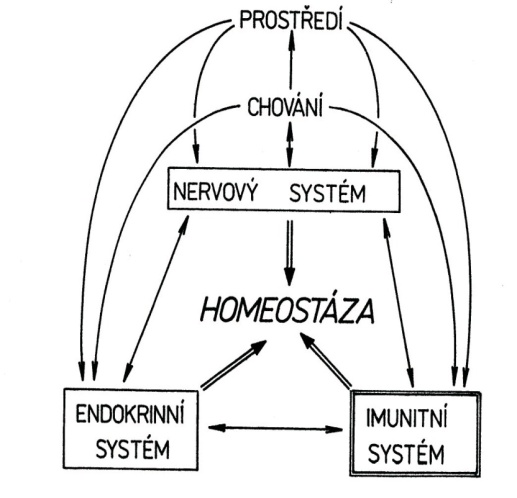 PROSTŘEDÍ
CHOVÁNÍ
NERVOVÝ SYSTÉM
HOMEOSTÁZA
ENDOKRINNÍ
SYSTÉM
IMUNITNÍ
SYSTÉM